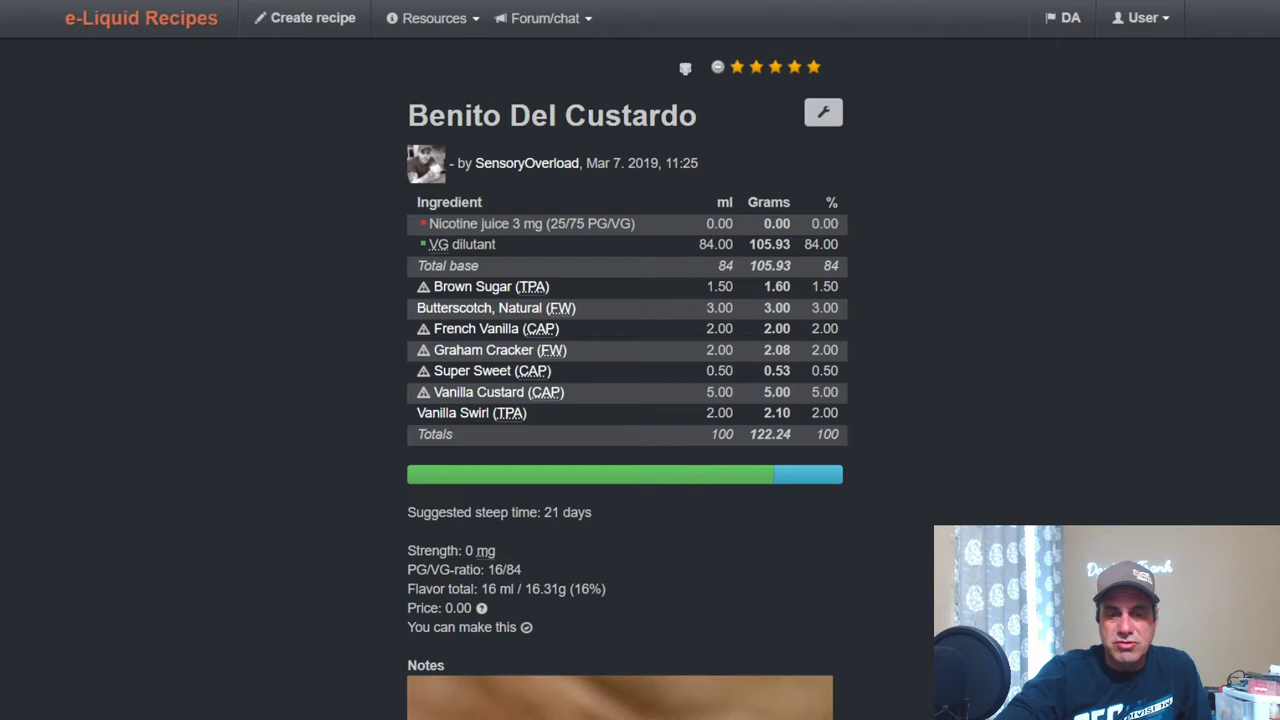 e-Liquid Recipes Create recipe Resources Forum/chat DA User
Benito Del Custardo
- by SensoryOverload, Mar 7. 2019, 11:25
Ingredient ml Grams %
Nicotine juice 3 mg (25/75 PG/VG) 0.00 0.00 0.00
VG dilutant 84.00 105.93 84.00
Total base 84 105.93 84
Brown Sugar (TPA) 1.50 1.60 1.50
Butterscotch, Natural (FW) 3.00 3.00 3.00
French Vanilla (CAP) 2.00 2.00 2.00
Graham Cracker (FW) 2.00 2.08 2.00
Super Sweet (CAP) 0.50 0.53 0.50
Vanilla Custard (CAP) 5.00 5.00 5.00
Vanilla Swirl (TPA) 2.00 2.10 2.00
Totals 100 122.24 100
Suggested steep time: 21 days
Strength: 0 mg
PG/VG-ratio: 16/84
Flavor total: 16 ml / 16.31g (16%)
Price: 0.00
You can make this
Notes
DIVISION